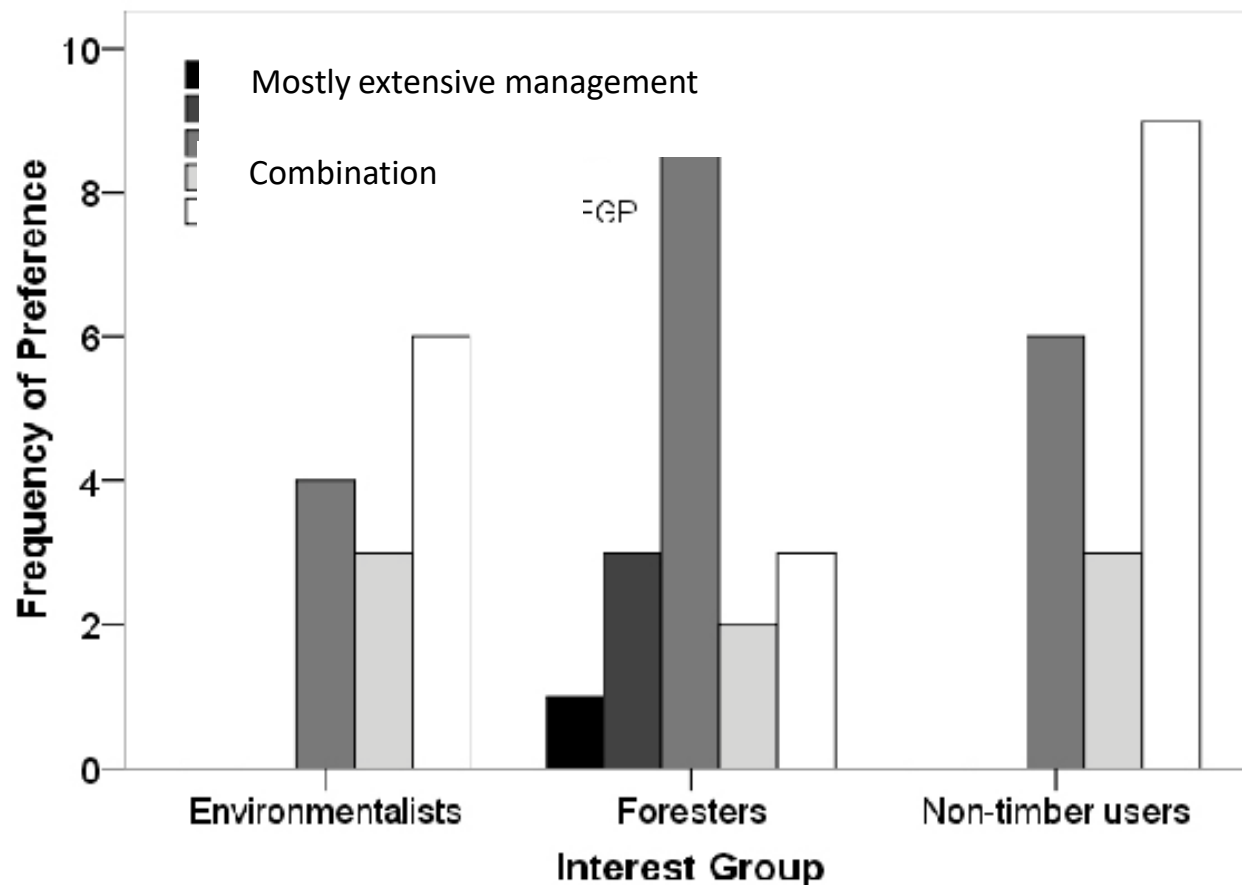 10
Mostly extensive management
Combination
8
FGP
6
4
2
0
Frequency of Preference
Environmentalists
Foresters
Non-timber users
Interest Group